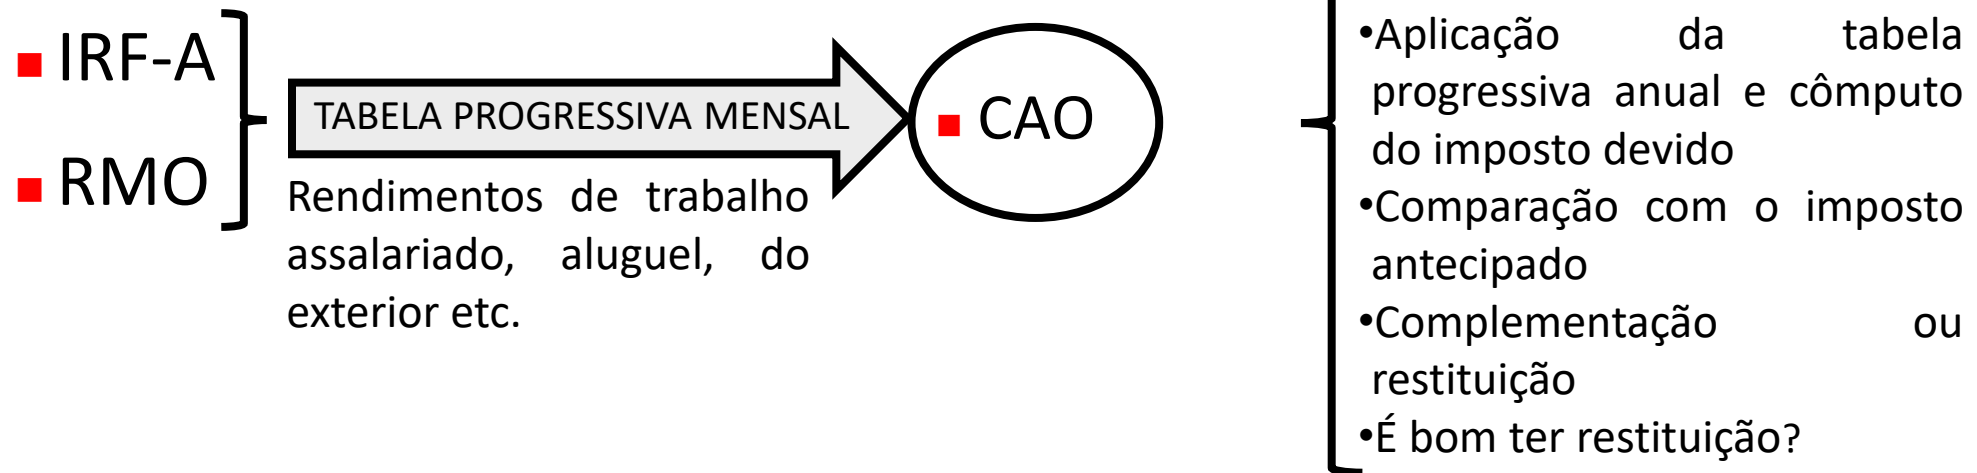 IRF-A
RMO
TABELA PROGRESSIVA MENSAL
Rendimentos de trabalho
assalariado, aluguel, do
exterior etc.
CAO
•Aplicação da tabela
progressiva anual e cômputo
do imposto devido
•Comparação com o imposto
antecipado
•Complementação ou
restituição
•É bom ter restituição?